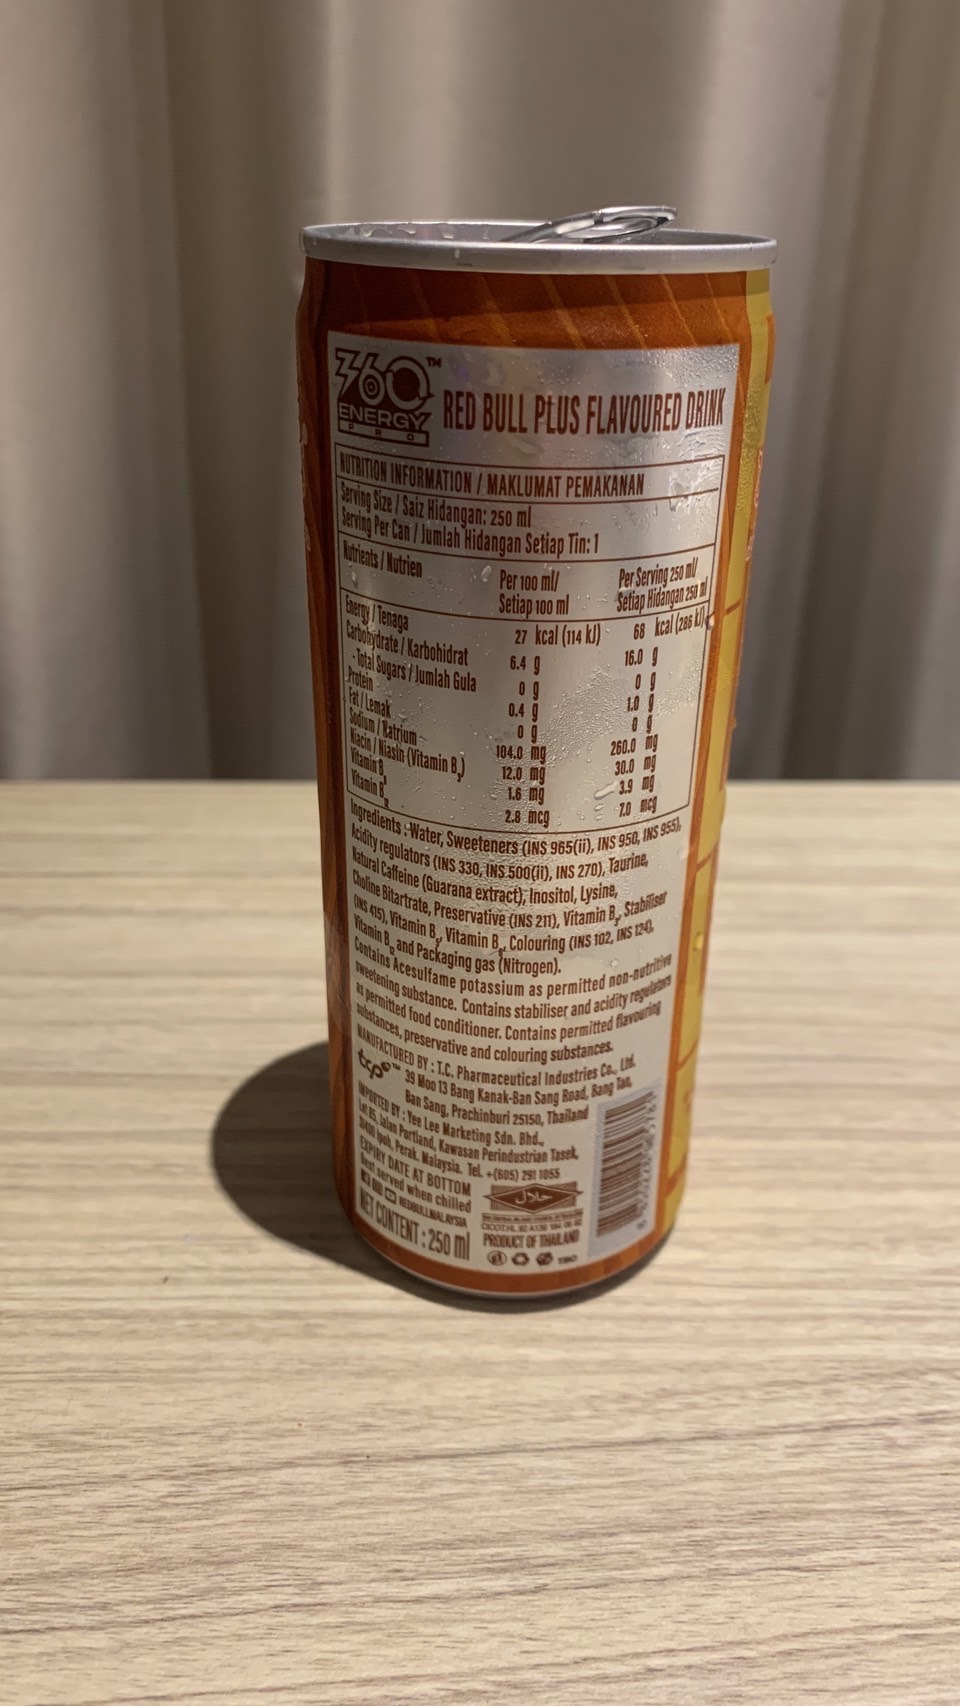 360™
ENERGY
PRO
RED BULL PLUS FLAVOURED DRINK
NUTRITION INFORMATION / MAKLUMAT PEMAKANAN
Serving Size / Saiz Hidangan: 250 ml
Serving Per Can / Jumlah Hidangan Setiap Tin: 1
Nutrients / Nutrien Per 100 ml/ Per Serving 250 ml/
Setiap 100 ml Setiap Hidangan 250 ml
Energy / Tenaga 27 kcal (114 kJ) 68 kcal (286 kJ)
Carbohydrate / Karbohidrat 6.4 g 16.0 g
- Total Sugars / Jumlah Gula 0 g 0 g
Protein 0.4 g 1.0 g
Fat / Lemak 0 g 0 g
Sodium / Natrium 104.0 mg 260.0 mg
Niacin / Niasin (Vitamin B₃) 12.0 mg 30.0 mg
Vitamin B 1.6 mg 3.9 mg
Vitamin B₁₂ 2.8 mcg 7.0 mcg
Ingredients : Water, Sweeteners (INS 965(ii), INS 950, INS 955),
Acidity regulators (INS 330, INS 500(ii), INS 270), Taurine,
Natural Caffeine (Guarana extract), Inositol, Lysine,
Choline Bitartrate, Preservative (INS 211), Vitamin B₃, Stabiliser
(INS 415), Vitamin B, Vitamin B, Colouring (INS 102, INS 124),
Vitamin B₁₂ and Packaging gas (Nitrogen).
Contains Acesulfame potassium as permitted non-nutritive
sweetening substance. Contains stabiliser and acidity regulators
as permitted food conditioner. Contains permitted flavouring
substances, preservative and colouring substances.
MANUFACTURED BY : T.C. Pharmaceutical Industries Co., Ltd.
tcp™ 39 Moo 13 Bang Kanak-Ban Sang Road, Bang Tan,
Ban Sang, Prachinburi 25150, Thailand
IMPORTED BY : Yee Lee Marketing Sdn. Bhd.,
Lot 85, Jalan Portland, Kawasan Perindustrian Tasek,
31400 Ipoh, Perak. Malaysia. Tel. +(605) 291 1055
EXPIRY DATE AT BOTTOM
Best served when chilled
REDBULLMALAYSIA
NET CONTENT : 250 ml
حلال
PRODUCT OF THAILAND